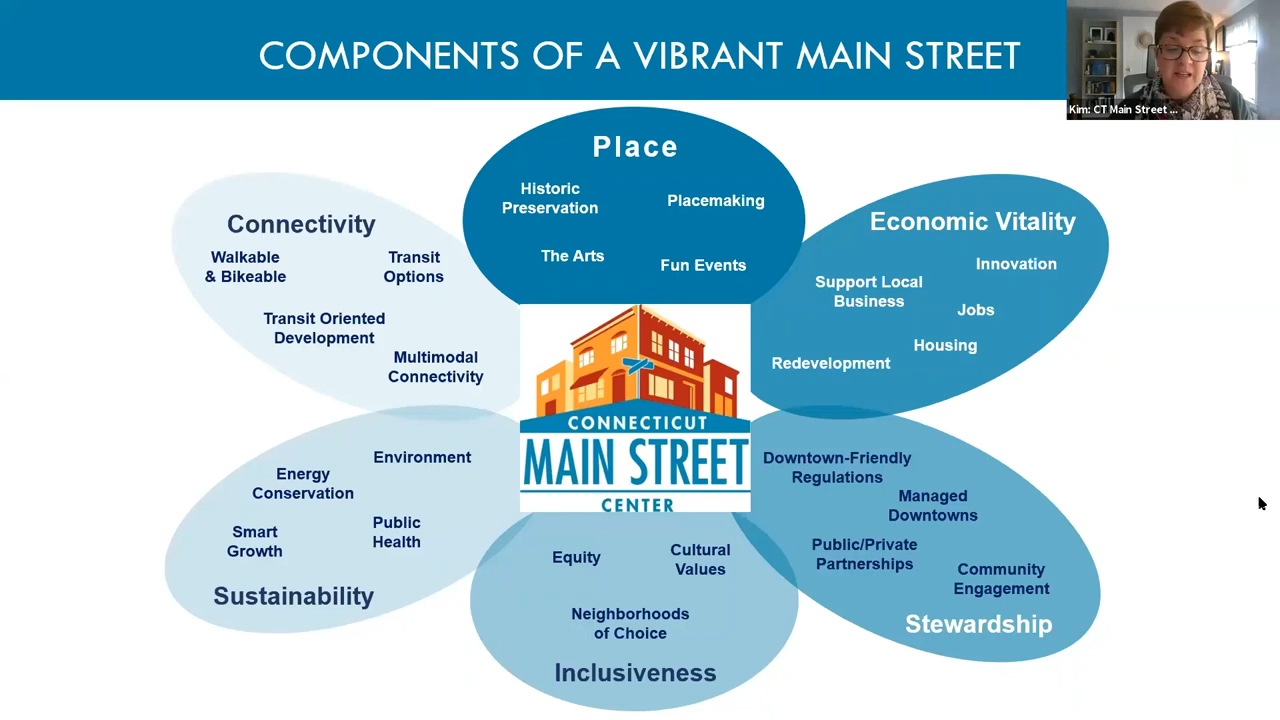 COMPONENTS OF A VIBRANT MAIN STREET
Kim: CT Main Street ...
Place
Historic
Preservation
Placemaking
The Arts
Fun Events
Connectivity
Walkable
& Bikeable
Transit
Options
Transit Oriented
Development
Multimodal
Connectivity
Economic Vitality
Innovation
Support Local
Business
Jobs
Housing
Redevelopment
CONNECTICUT
MAIN STREET
CENTER
Environment
Energy
Conservation
Smart
Growth
Public
Health
Sustainability
Equity
Cultural
Values
Neighborhoods
of Choice
Inclusiveness
Downtown-Friendly
Regulations
Managed
Downtowns
Public/Private
Partnerships
Community
Engagement
Stewardship